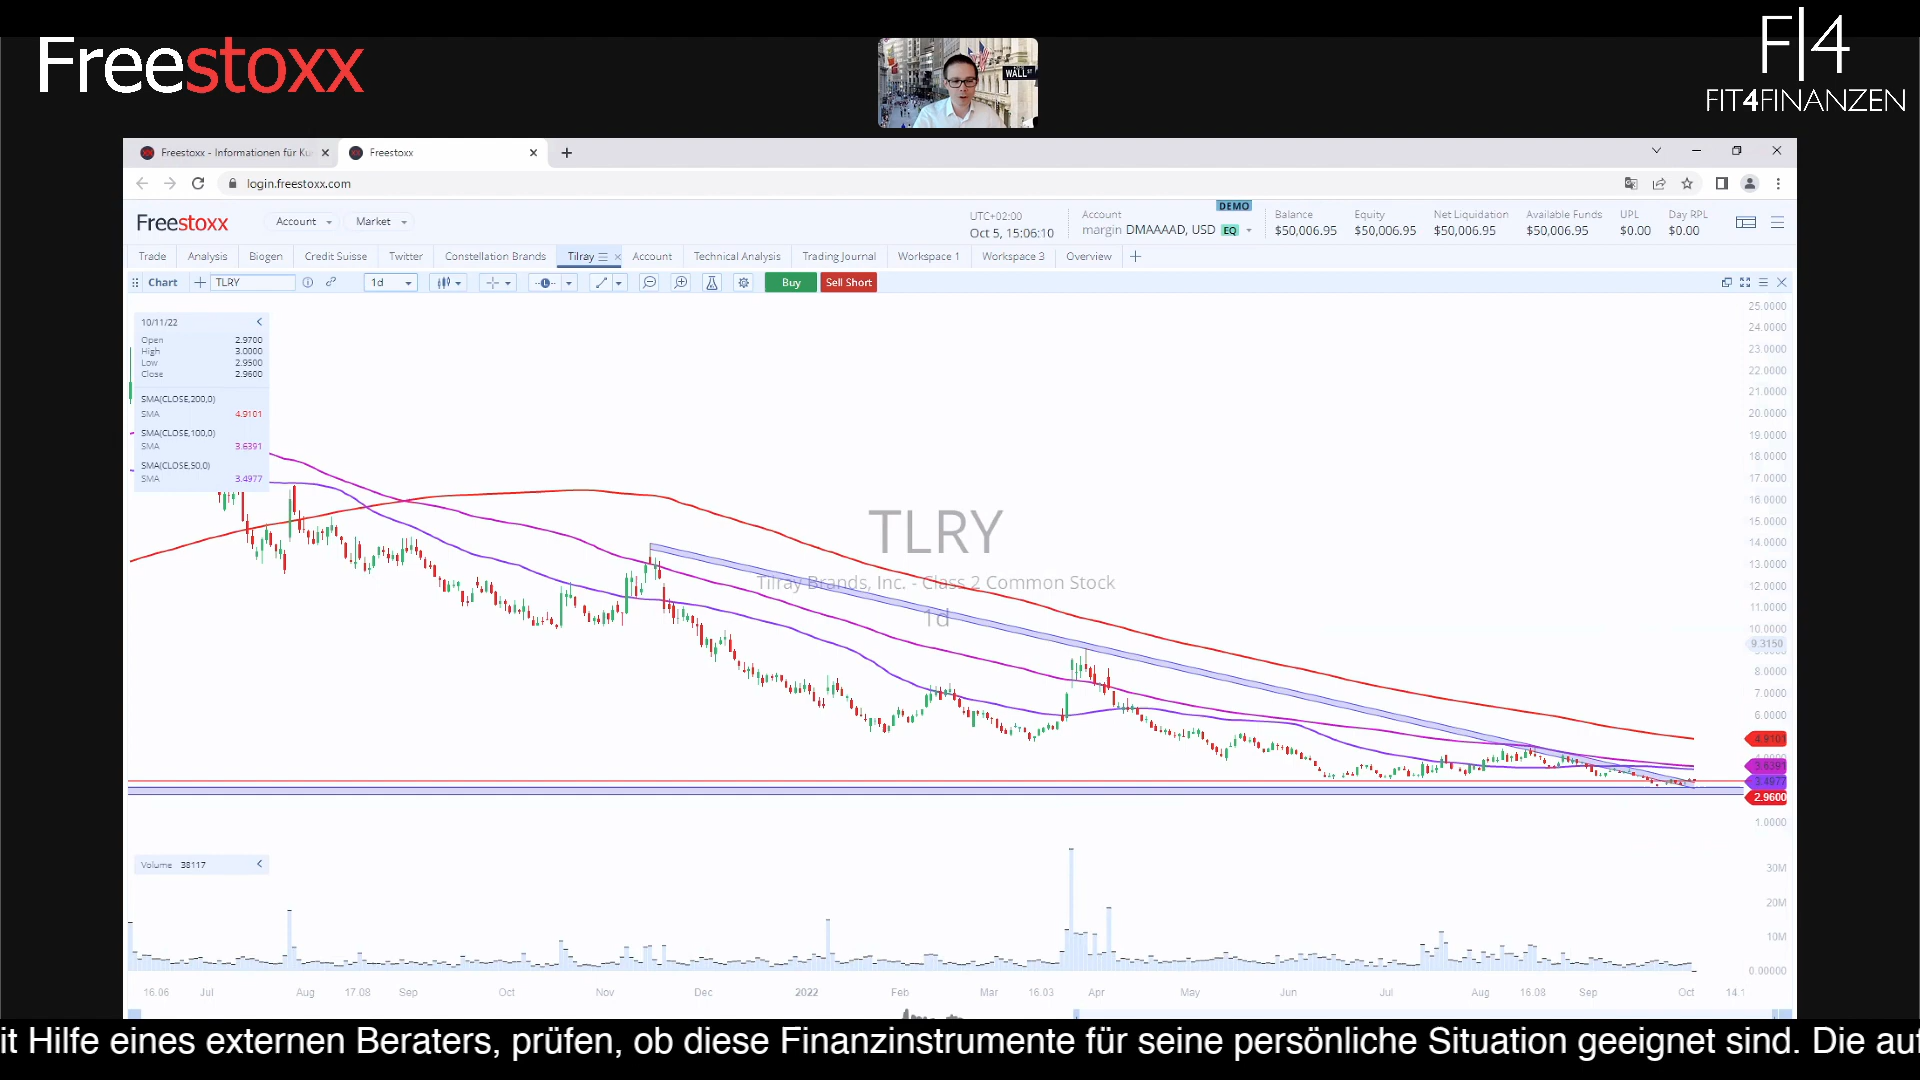 Freestoxx
F|4
FIT4FINANZEN
WALL ST
Freestoxx - Informationen für Ku
Freestoxx
login.freestoxx.com
Freestoxx
Account
Market
UTC+02:00
Oct 5, 15:06:10
Account
margin DMAAAAD, USD EQ
DEMO
Balance
$50,006.95
Equity
$50,006.95
Net Liquidation
$50,006.95
Available Funds
$50,006.95
UPL
$0.00
Day RPL
$0.00
Trade Analysis Biogen Credit Suisse Twitter Constellation Brands Tilray Account Technical Analysis Trading Journal Workspace 1 Workspace 3 Overview
Chart TLRY 1d Buy Sell Short
10/11/22
Open 2.9700
High 3.0000
Low 2.9500
Close 2.9600
SMA(CLOSE,200,0)
SMA 4.9101
SMA(CLOSE,100,0)
SMA 3.6391
SMA(CLOSE,50,0)
SMA 3.4977
TLRY
Tilray Brands, Inc. - Class 2 Common Stock
1d
25.0000
24.0000
23.0000
22.0000
21.0000
20.0000
19.0000
18.0000
17.0000
16.0000
15.0000
14.0000
13.0000
12.0000
11.0000
10.0000
9.3150
8.0000
7.0000
6.0000
4.9101
3.6391
3.4977
2.9600
1.0000
Volume 38117
30M
20M
10M
0.00000
16.06 Jul Aug 17.08 Sep Oct Nov Dec 2022 Feb Mar 16.03 Apr May Jun Jul Aug 16.08 Sep Oct 14.1
it Hilfe eines externen Beraters, prüfen, ob diese Finanzinstrumente für seine persönliche Situation geeignet sind. Die auf